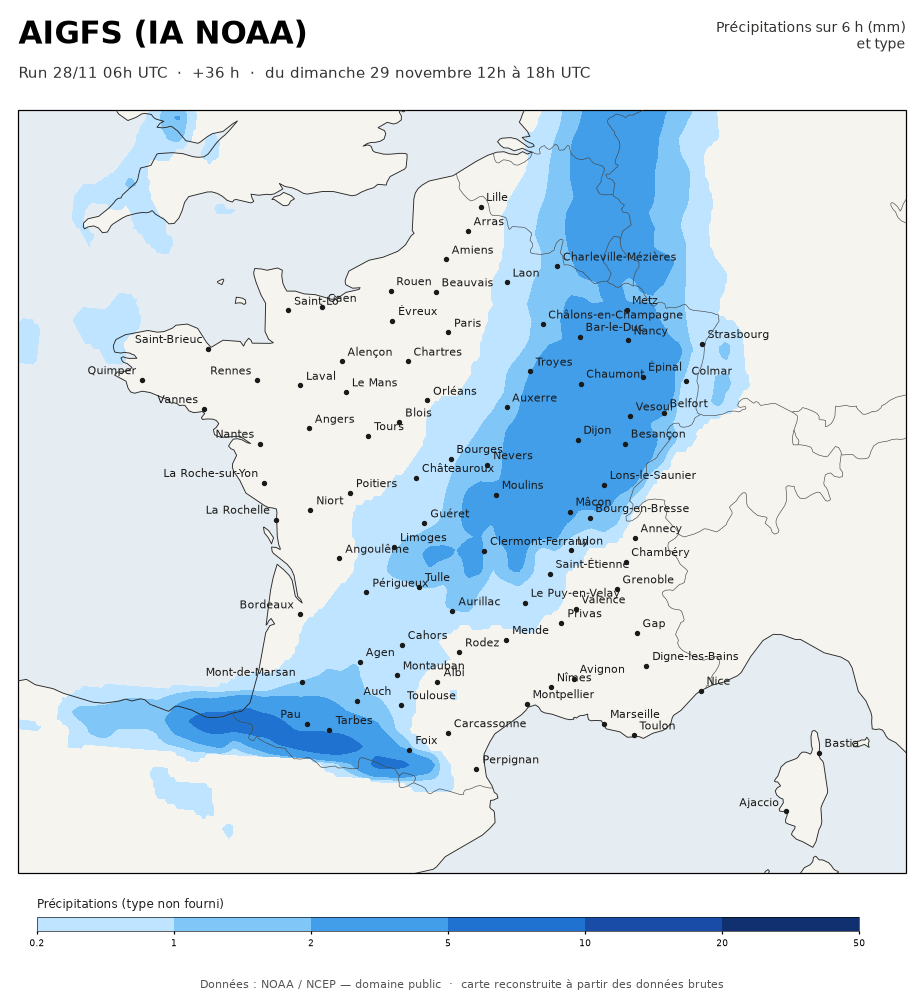 AIGFS (IA NOAA)
Précipitations sur 6 h (mm)
et type
Run 28/11 06h UTC · +36 h · du dimanche 29 novembre 12h à 18h UTC
Lille
Arras
Amiens
Charleville-Mézières
Laon
Rouen
Beauvais
Saint-Lô
Caen
Metz
Évreux
Châlons-en-Champagne
Paris
Bar-le-Duc
Nancy
Strasbourg
Saint-Brieuc
Alençon
Chartres
Troyes
Quimper
Rennes
Laval
Le Mans
Chaumont
Épinal
Colmar
Orléans
Vannes
Auxerre
Blois
Vesoul
Belfort
Angers
Tours
Nantes
Dijon
Besançon
Bourges
Nevers
La Roche-sur-Yon
Châteauroux
Lons-le-Saunier
Poitiers
Moulins
Niort
La Rochelle
Guéret
Mâcon
Bourg-en-Bresse
Limoges
Clermont-Ferrand
Lyon
Annecy
Angoulême
Chambéry
Saint-Étienne
Périgueux
Tulle
Grenoble
Le Puy-en-Velay
Valence
Bordeaux
Aurillac
Privas
Cahors
Rodez
Mende
Gap
Agen
Digne-les-Bains
Mont-de-Marsan
Montauban
Albi
Nîmes
Avignon
Nice
Auch
Toulouse
Montpellier
Pau
Tarbes
Marseille
Carcassonne
Toulon
Foix
Perpignan
Bastia
Ajaccio
Précipitations (type non fourni)
0.2 1 2 5 10 20 50
Données : NOAA / NCEP — domaine public · carte reconstruite à partir des données brutes